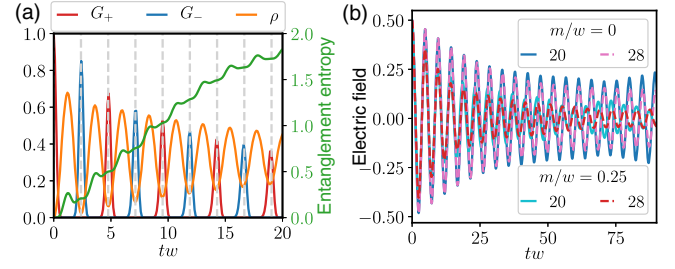 (a)
G₊ G₋ ρ
1.0
0.8
0.6
0.4
0.2
0.0
2.0
1.5
1.0
0.5
0.0
Entanglement entropy
0 5 10 15 20
tw
(b)
Electric field
0.50
0.25
0.00
−0.25
−0.50
m/w = 0
20 28
m/w = 0.25
20 28
0 25 50 75
tw